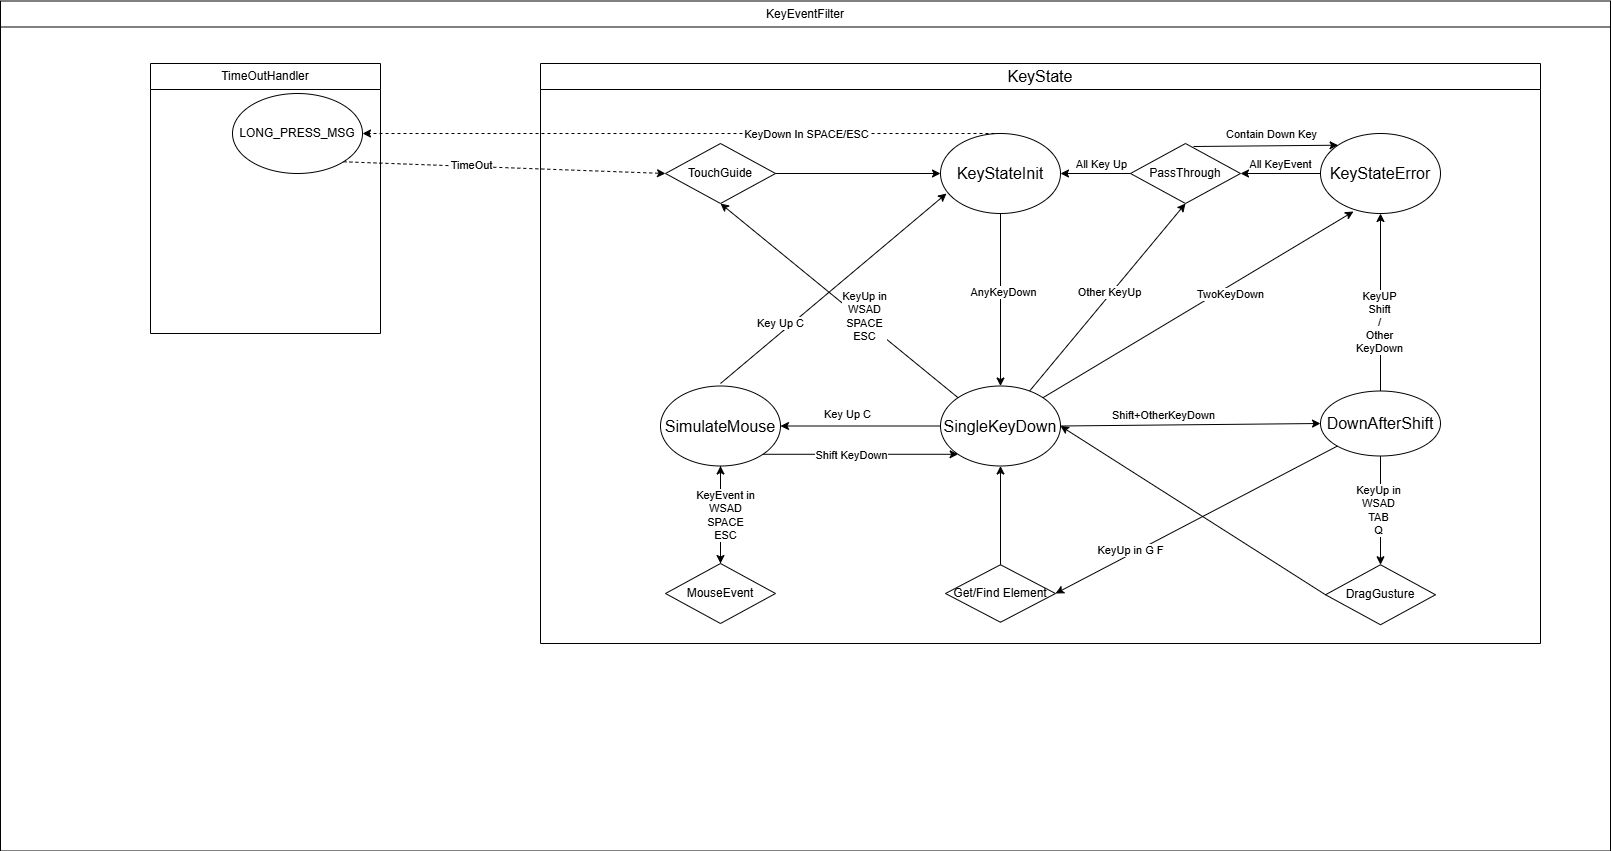 KeyEventFilter
TimeOutHandler
KeyState
LONG_PRESS_MSG
KeyDown In SPACE/ESC
Contain Down Key
TimeOut
TouchGuide
KeyStateInit
All Key Up
PassThrough
All KeyEvent
KeyStateError
KeyUp in
WSAD
SPACE
ESC
AnyKeyDown
Other KeyUp
TwoKeyDown
KeyUP
Shift
/
Other
KeyDown
Key Up C
SimulateMouse
Key Up C
SingleKeyDown
Shift+OtherKeyDown
DownAfterShift
Shift KeyDown
KeyEvent in
WSAD
SPACE
ESC
KeyUp in
WSAD
TAB
Q
KeyUp in G F
MouseEvent
Get/Find Element
DragGusture